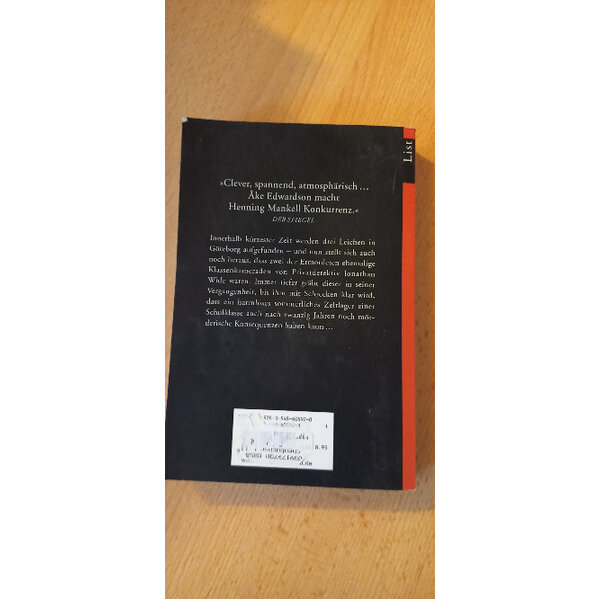 List
»Clever, spannend, atmosphärisch ...
Åke Edwardson macht
Henning Mankell Konkurrenz.«
DER SPIEGEL
Innerhalb kürzester Zeit werden drei Leichen in
Göteborg aufgefunden – und nun stellt sich auch
noch heraus, dass zwei der Ermordeten ehemalige
Klassenkameraden von Privatdetektiv Jonathan
Wide waren. Immer tiefer gräbt dieser in seiner
Vergangenheit, bis ihm mit Schrecken klar wird,
dass ein harmloses sommerliches Zeltlager einer
Schulklasse auch nach zwanzig Jahren noch mör-
derische Konsequenzen haben kann ...
1
8.95